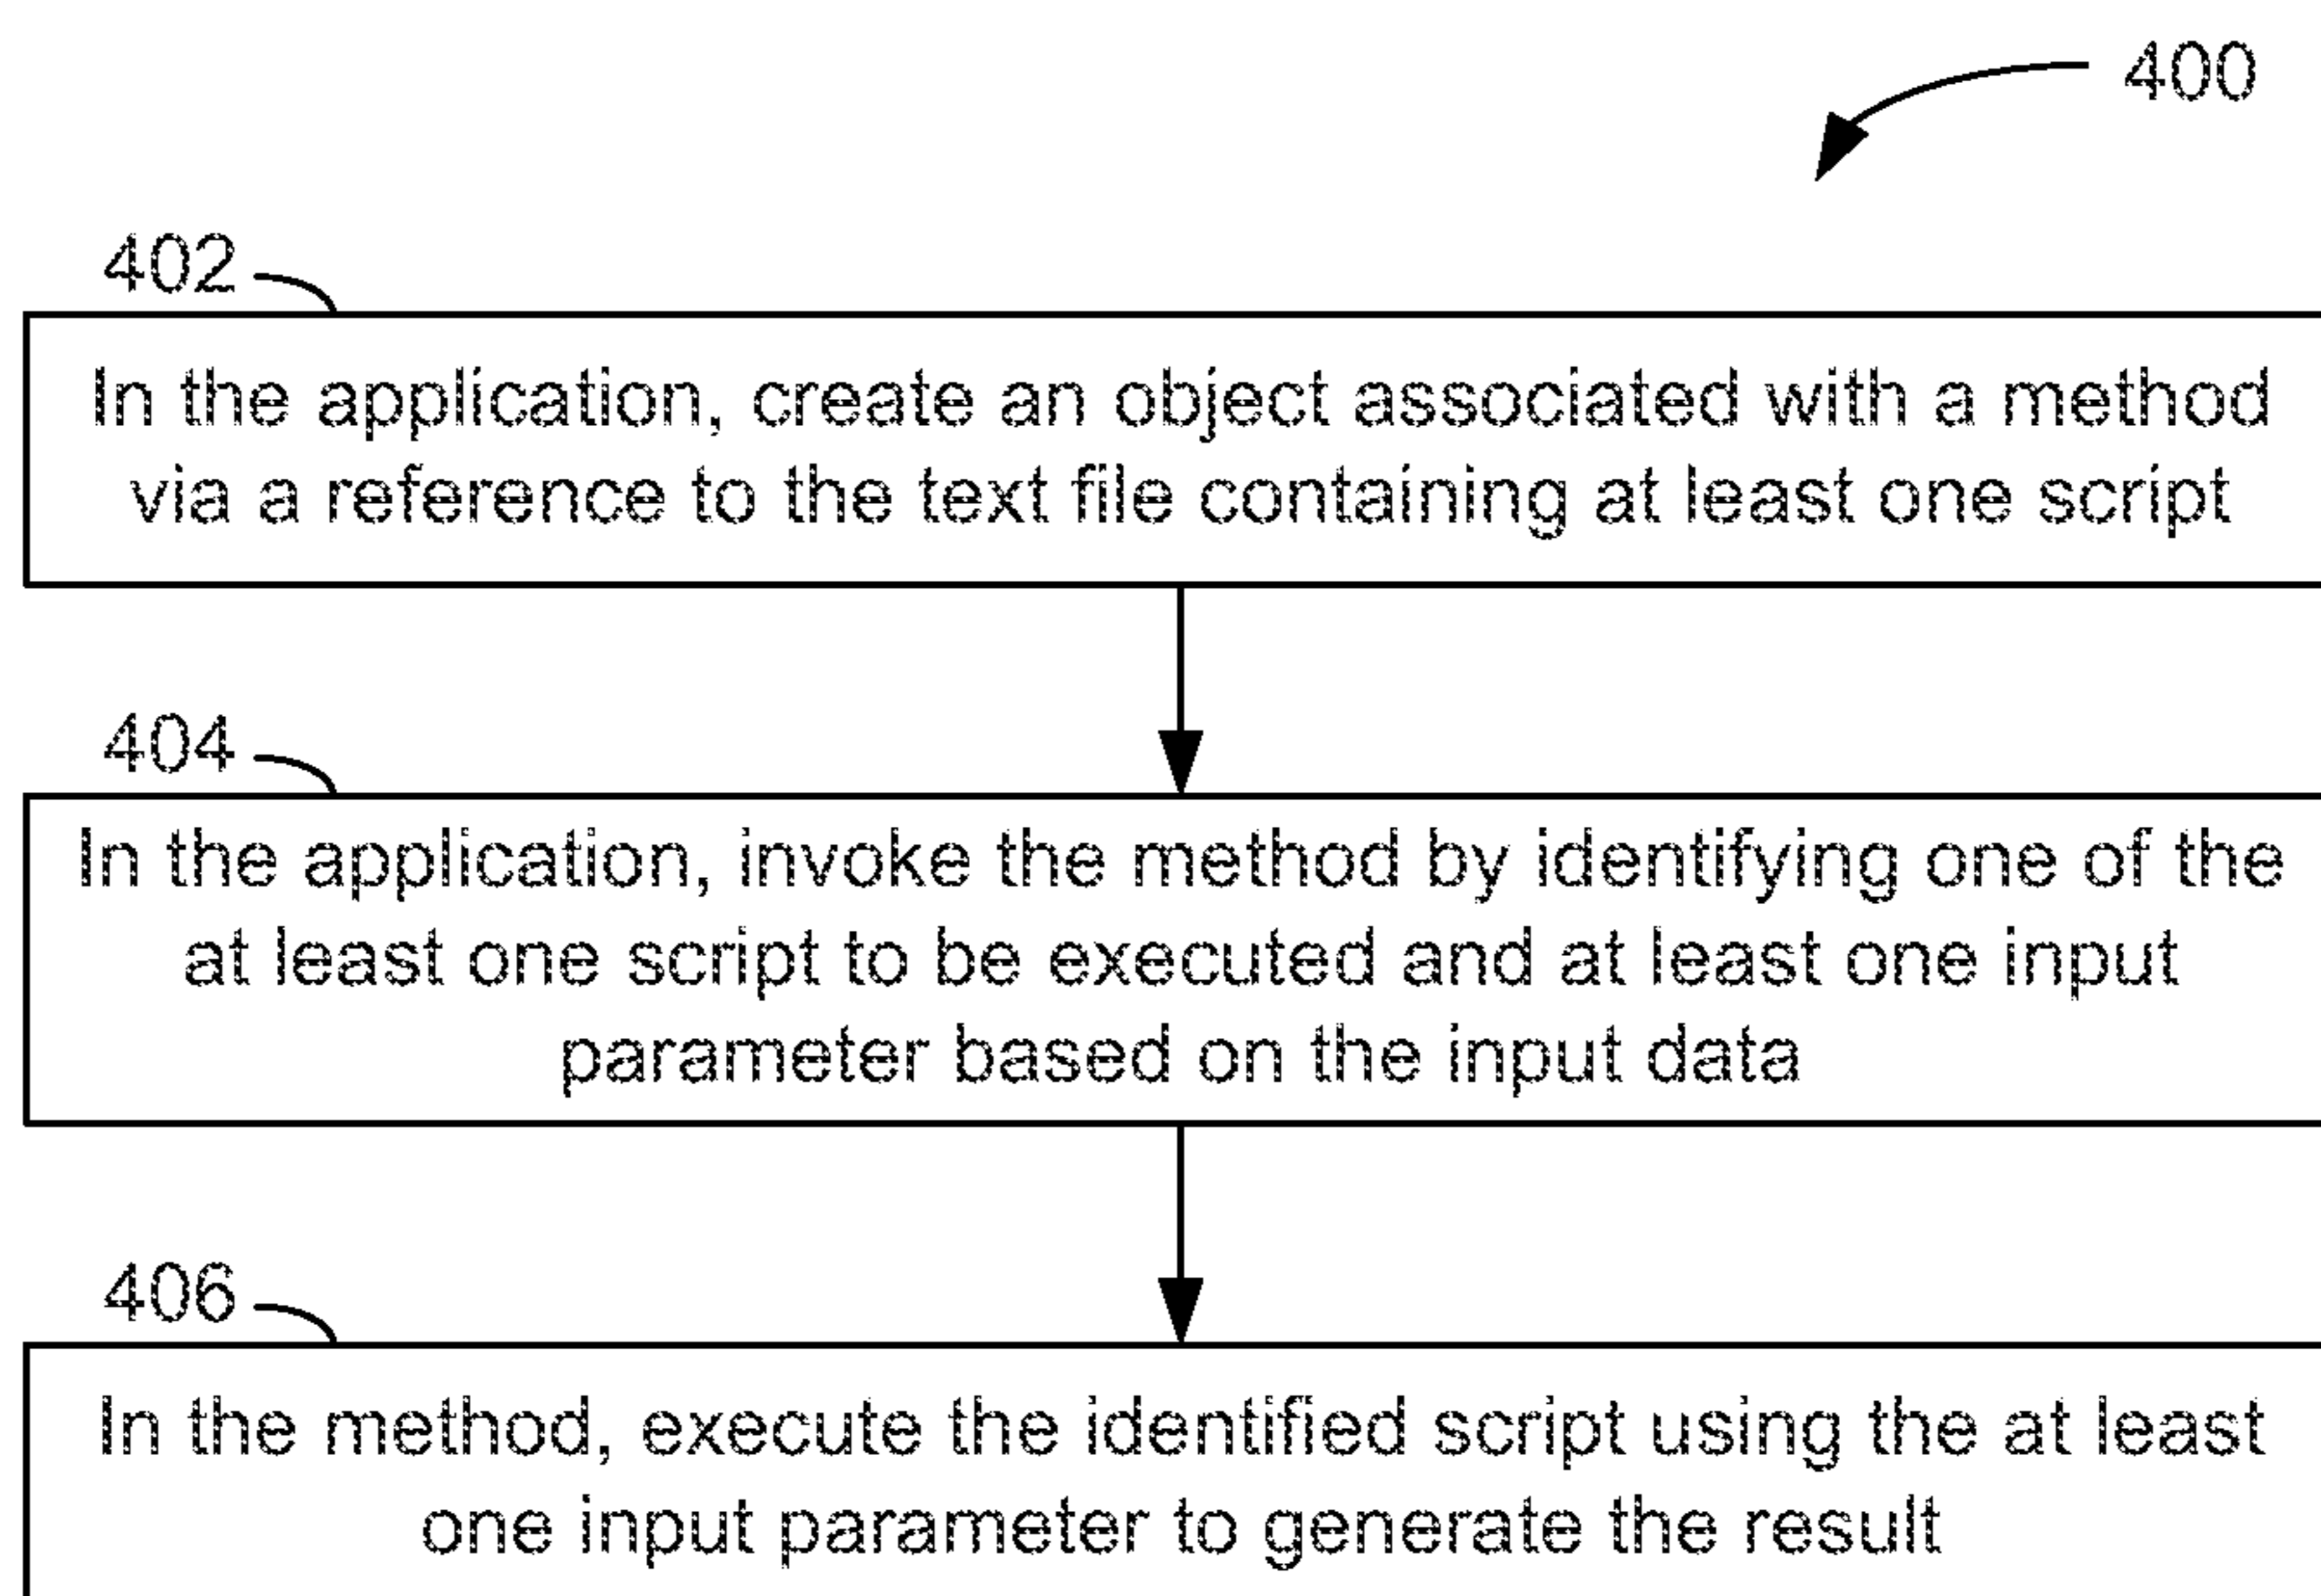 400
402
In the application, create an object associated with a method
via a reference to the text file containing at least one script
404
In the application, invoke the method by identifying one of the
at least one script to be executed and at least one input
parameter based on the input data
406
In the method, execute the identified script using the at least
one input parameter to generate the result